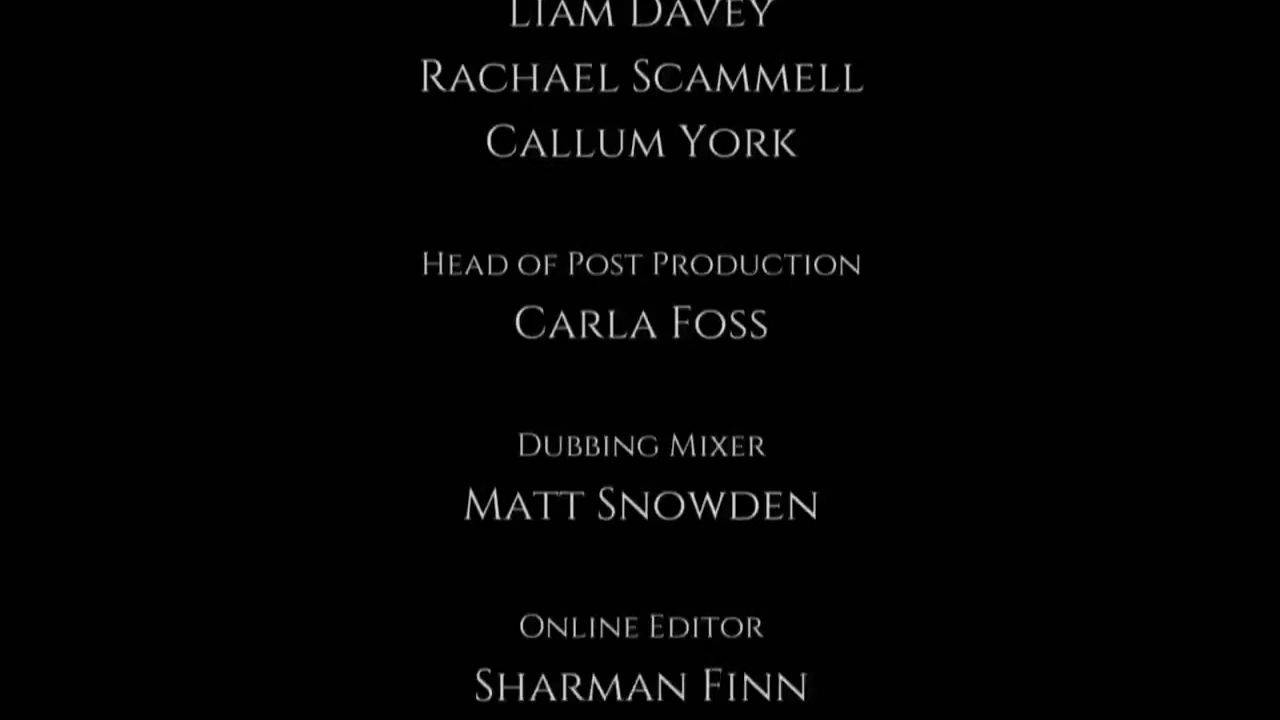 LIAM DAVEY
RACHAEL SCAMMELL
CALLUM YORK
HEAD OF POST PRODUCTION
CARLA FOSS
DUBBING MIXER
MATT SNOWDEN
ONLINE EDITOR
SHARMAN FINN